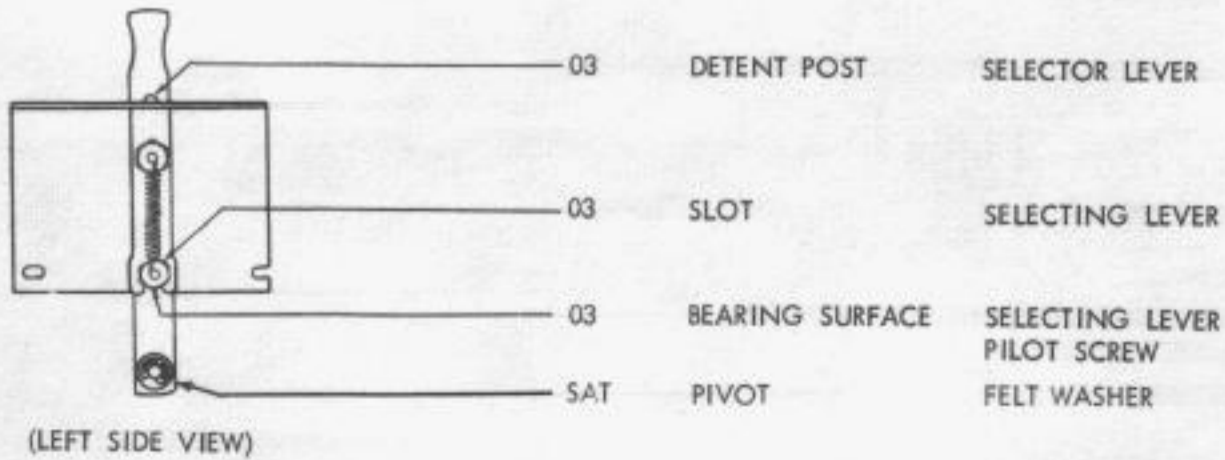 03 DETENT POST SELECTOR LEVER
03 SLOT SELECTING LEVER
03 BEARING SURFACE SELECTING LEVER
PILOT SCREW
SAT PIVOT FELT WASHER
(LEFT SIDE VIEW)